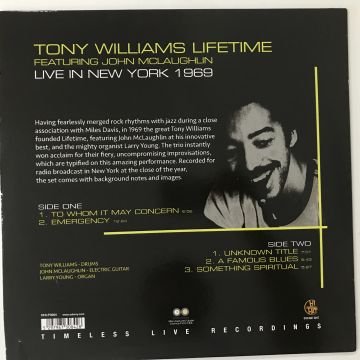 TONY WILLIAMS LIFETIME
FEATURING JOHN MCLAUGHLIN
LIVE IN NEW YORK 1969
Having fearlessly merged rock rhythms with jazz during a close
association with Miles Davis, in 1969 the great Tony Williams
founded Lifetime, featuring John McLaughlin at his incendiary
best, and the mighty organist Larry Young. The trio instantly
won acclaim for their fiery, uncompromising improvisations,
which are typified on this amazing performance. Recorded for
radio broadcast in New York at the close of the year,
the set comes with background notes and images.
SIDE ONE
1. TO WHOM IT MAY CONCERN
2. EMERGENCY
TONY WILLIAMS - DRUMS
JOHN MCLAUGHLIN - ELECTRIC GUITAR
LARRY YOUNG - ORGAN
SIDE TWO
1. UNKNOWN TITLE
2. A FAMOUS BLUES
3. SOMETHING SPIRITUAL
TIMELESS LIVE RECORDINGS